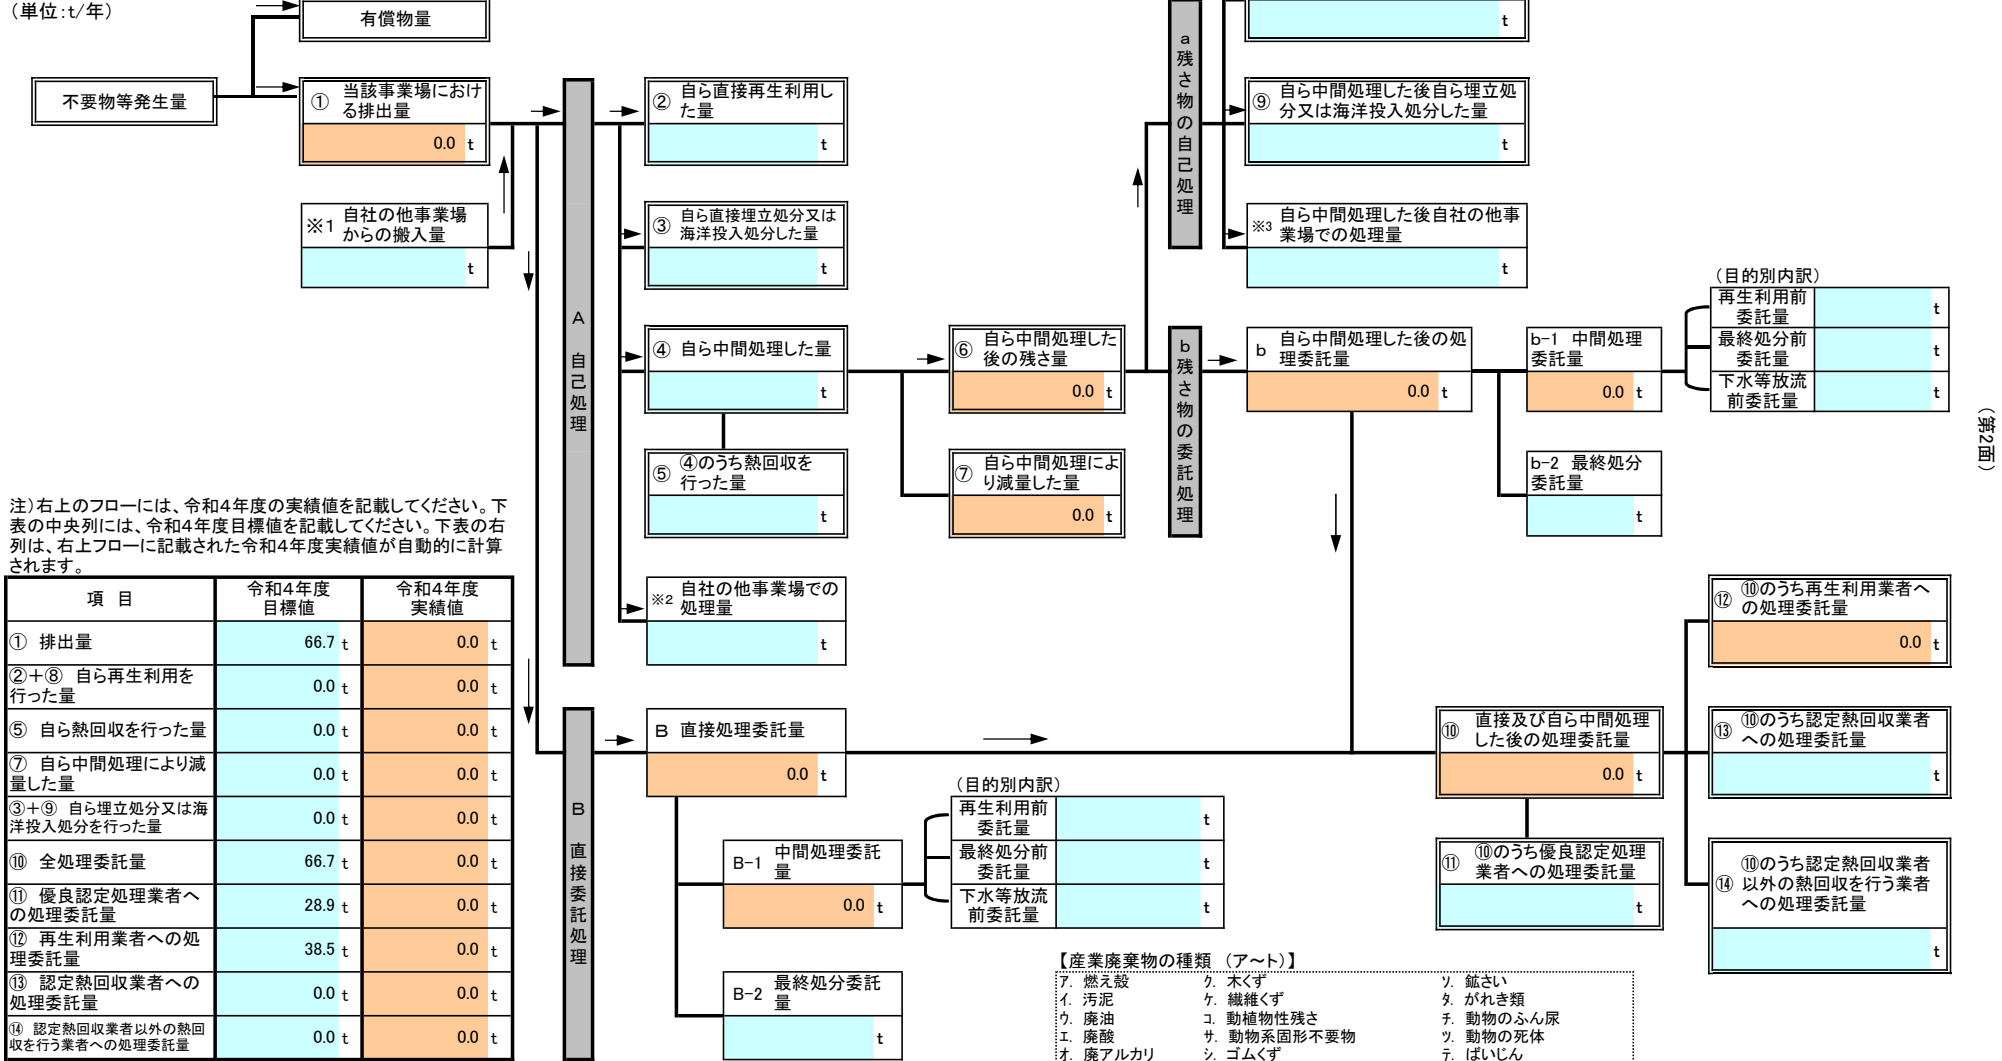 （単位：t/年）
有償物量
不要物等発生量
① 当該事業場におけ
る排出量
0.0 t
※1 自社の他事業場
からの搬入量
t
A 自己処理
② 自ら直接再生利用し
た量
t
③ 自ら直接埋立処分又は
海洋投入処分した量
t
④ 自ら中間処理した量
t
⑤ ④のうち熱回収を
行った量
t
※2 自社の他事業場での
処理量
t
⑥ 自ら中間処理した
後の残さ量
0.0 t
⑦ 自ら中間処理によ
り減量した量
0.0 t
a 残さ物の自己処理
t
⑨ 自ら中間処理した後自ら埋立処
分又は海洋投入処分した量
t
※3 自ら中間処理した後自社の他事
業場での処理量
t
b 残さ物の委託処理
b 自ら中間処理した後の処
理委託量
0.0 t
b-1 中間処理
委託量
0.0 t
b-2 最終処分
委託量
t
（目的別内訳）
再生利用前
委託量
t
最終処分前
委託量
t
下水等放流
前委託量
t
（第2面）
注）右上のフローには、令和４年度の実績値を記載してください。下
表の中央列には、令和４年度目標値を記載してください。下表の右
列は、右上フローに記載された令和４年度実績値が自動的に計算
されます。
項 目
令和４年度
目標値
令和４年度
実績値
① 排出量 66.7 t 0.0 t
②＋⑧ 自ら再生利用を
行った量 0.0 t 0.0 t
⑤ 自ら熱回収を行った量 0.0 t 0.0 t
⑦ 自ら中間処理により減
量した量 0.0 t 0.0 t
③＋⑨ 自ら埋立処分又は海
洋投入処分を行った量 0.0 t 0.0 t
⑩ 全処理委託量 66.7 t 0.0 t
⑪ 優良認定処理業者へ
の処理委託量 28.9 t 0.0 t
⑫ 再生利用業者への処
理委託量 38.5 t 0.0 t
⑬ 認定熱回収業者への
処理委託量 0.0 t 0.0 t
⑭ 認定熱回収業者以外の熱回
収を行う業者への処理委託量 0.0 t 0.0 t
B 直接委託処理
B 直接処理委託量
0.0 t
B-1 中間処理委託
量
0.0 t
B-2 最終処分委託
量
t
（目的別内訳）
再生利用前
委託量
t
最終処分前
委託量
t
下水等放流
前委託量
t
⑩ 直接及び自ら中間処理
した後の処理委託量
0.0 t
⑪ ⑩のうち優良認定処理
業者への処理委託量
t
⑫ ⑩のうち再生利用業者へ
の処理委託量
0.0 t
⑬ ⑩のうち認定熱回収業者
への処理委託量
t
⑭ ⑩のうち認定熱回収業者
以外の熱回収を行う業者
への処理委託量
t
【産業廃棄物の種類 （ア～ト）】
ア. 燃え殻 ク. 木くず ソ. 鉱さい
イ. 汚泥 ケ. 繊維くず タ. がれき類
ウ. 廃油 コ. 動植物性残さ チ. 動物のふん尿
エ. 廃酸 サ. 動物系固形不要物 ツ. 動物の死体
オ. 廃アルカリ シ. ゴムくず テ. ばいじん